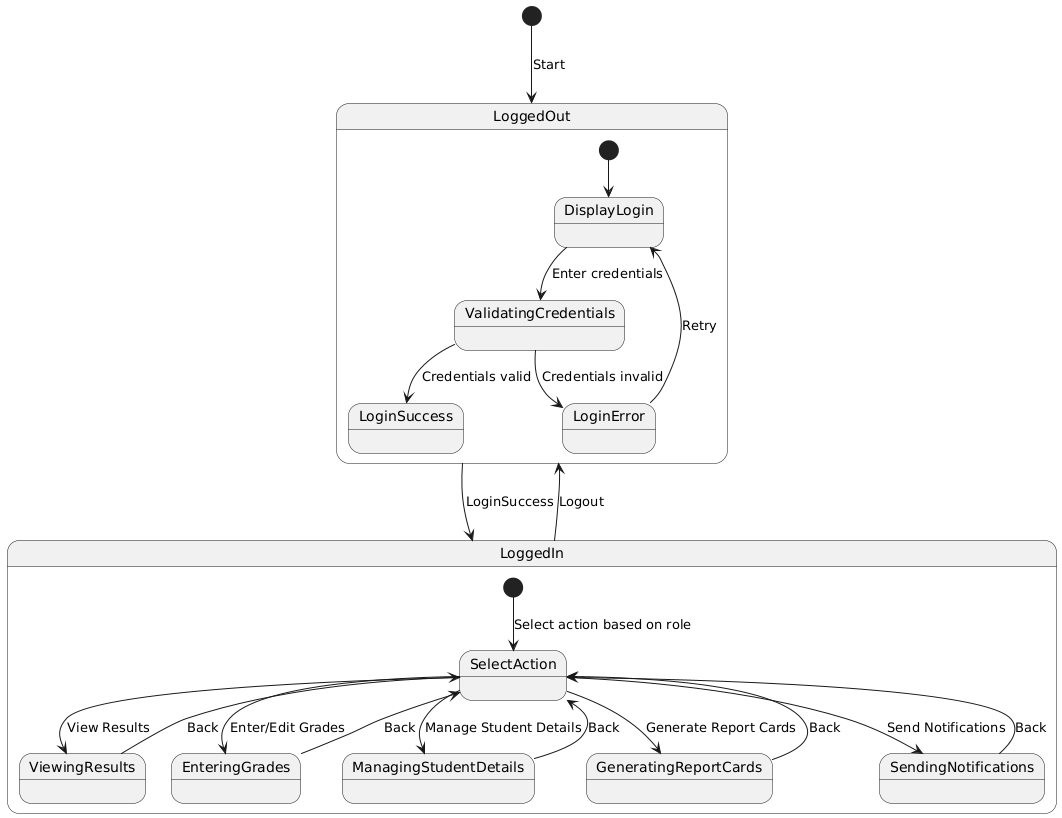 Start
LoggedOut
DisplayLogin
Enter credentials
ValidatingCredentials
Retry
Credentials valid
Credentials invalid
LoginSuccess
LoginError
LoginSuccess
Logout
LoggedIn
Select action based on role
SelectAction
View Results
Back
Enter/Edit Grades
Back
Manage Student Details
Back
Generate Report Cards
Back
Send Notifications
Back
ViewingResults
EnteringGrades
ManagingStudentDetails
GeneratingReportCards
SendingNotifications